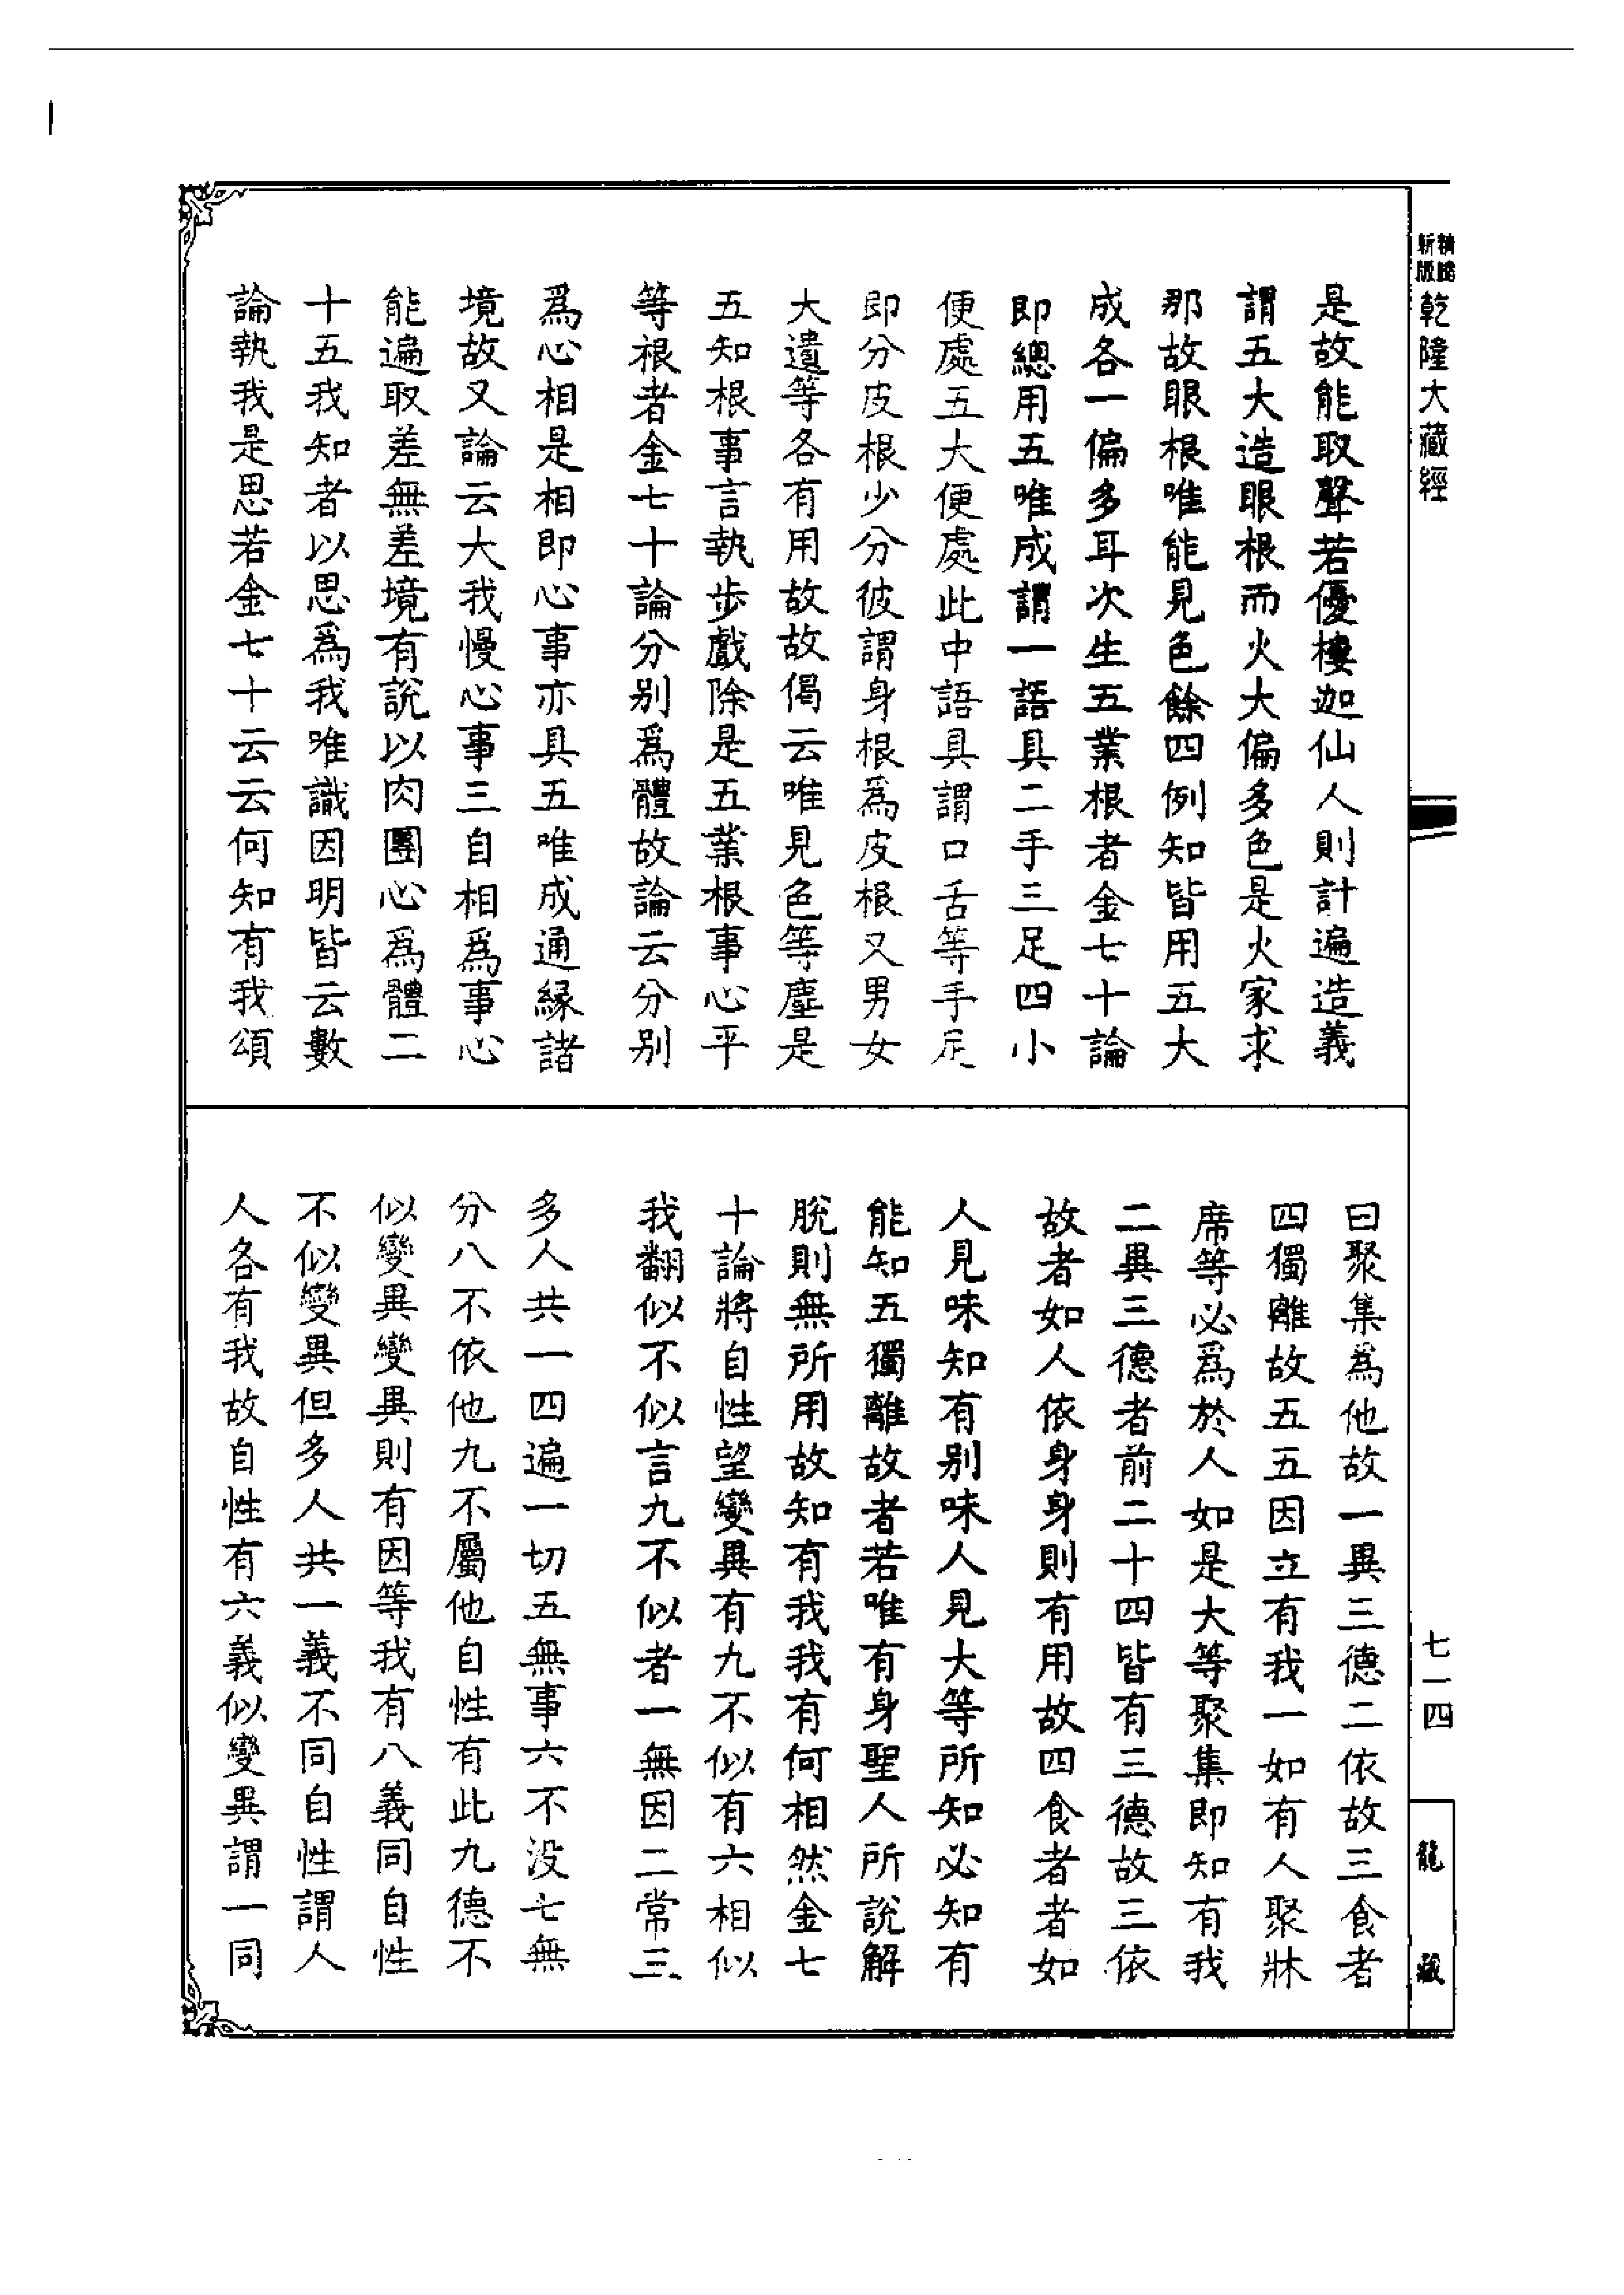 精縮
新版
乾隆大藏經
是故能取聲若優樓迦仙人則計遍造義
謂五大造眼根而火大偏多色是火家求
那故眼根唯能見色餘四例知皆用五大
成各一偏多耳次生五業根者金七十論
即總用五唯成謂一語具二手三足四小
便處五大便處此中語具謂口舌等手足
即分皮根少分彼謂身根為皮根又男女
大遺等各有用故故偈云唯見色等塵是
五知根事言執步戲除是五業根事心平
等根者金七十論分別為體故論云分別
為心相是相即心事亦具五唯成通緣諸
境故又論云大我慢心事三自相為事心
能遍取差無差境有說以肉團心為體二
十五我知者以思為我唯識因明皆云數
論執我是思若金七十云云何知有我頌
曰聚集為他故一異三德二依故三食者
四獨離故五五因立有我一如有人聚牀
席等必為於人如是大等聚集即知有我
二異三德者前二十四皆有三德故三依
故者如人依身身則有用故四食者者如
人見味知有別味人見大等所知必知有
能知五獨離故者若唯有身聖人所說解
脫則無所用故知有我我有何相然金七
十論將自性望變異有九不似有六相似
我翻似不似言九不似者一無因二常三
多人共一四遍一切五無事六不没七無
分八不依他九不屬他自性有此九德不
似變異變異則有因等我有八義同自性
不似變異但多人共一義不同自性謂人
人各有我故自性有六義似變異謂一同
七一四
龍藏